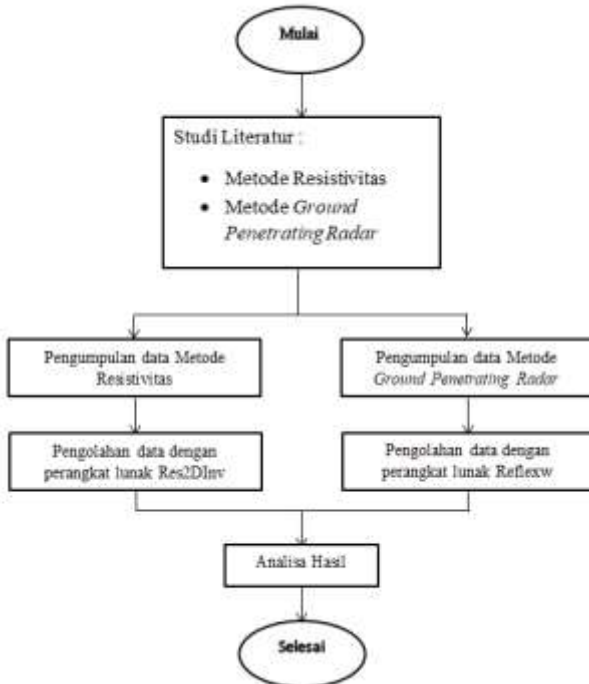 Mulai
Studi Literatur :
• Metode Resistivitas
• Metode Ground
Penetrating Radar
Pengumpulan data Metode
Resistivitas
Pengumpulan data Metode
Ground Penetrating Radar
Pengolahan data dengan
perangkat lunak Res2DInv
Pengolahan data dengan
perangkat lunak Reflexw
Analisa Hasil
Selesai